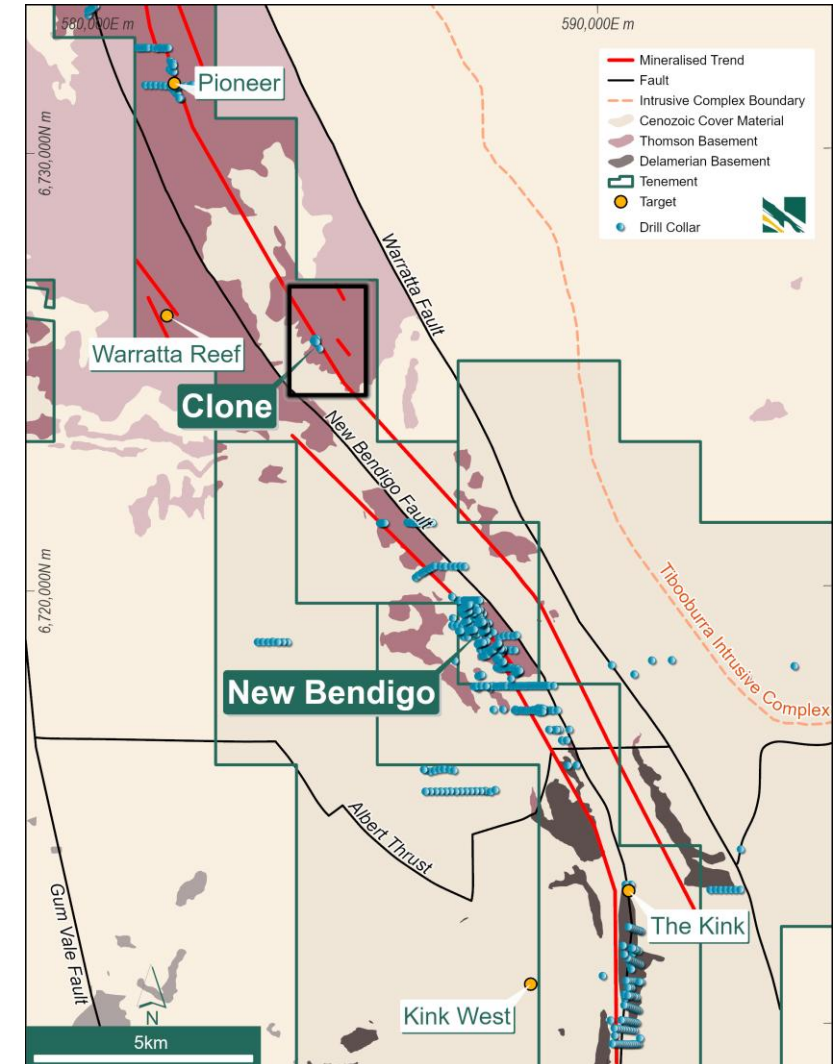 580,000E m
590,000E m
Mineralised Trend
Fault
Intrusive Complex Boundary
Cenozoic Cover Material
Thomson Basement
Delamerian Basement
Tenement
Target
Drill Collar
Pioneer
6,730,000N m
Warratta Fault
Warratta Reef
Clone
New Bendigo Fault
6,720,000N m
Tibooburra Intrusive Complex
New Bendigo
Albert Thrust
Gum Vale Fault
The Kink
Kink West
N
5km